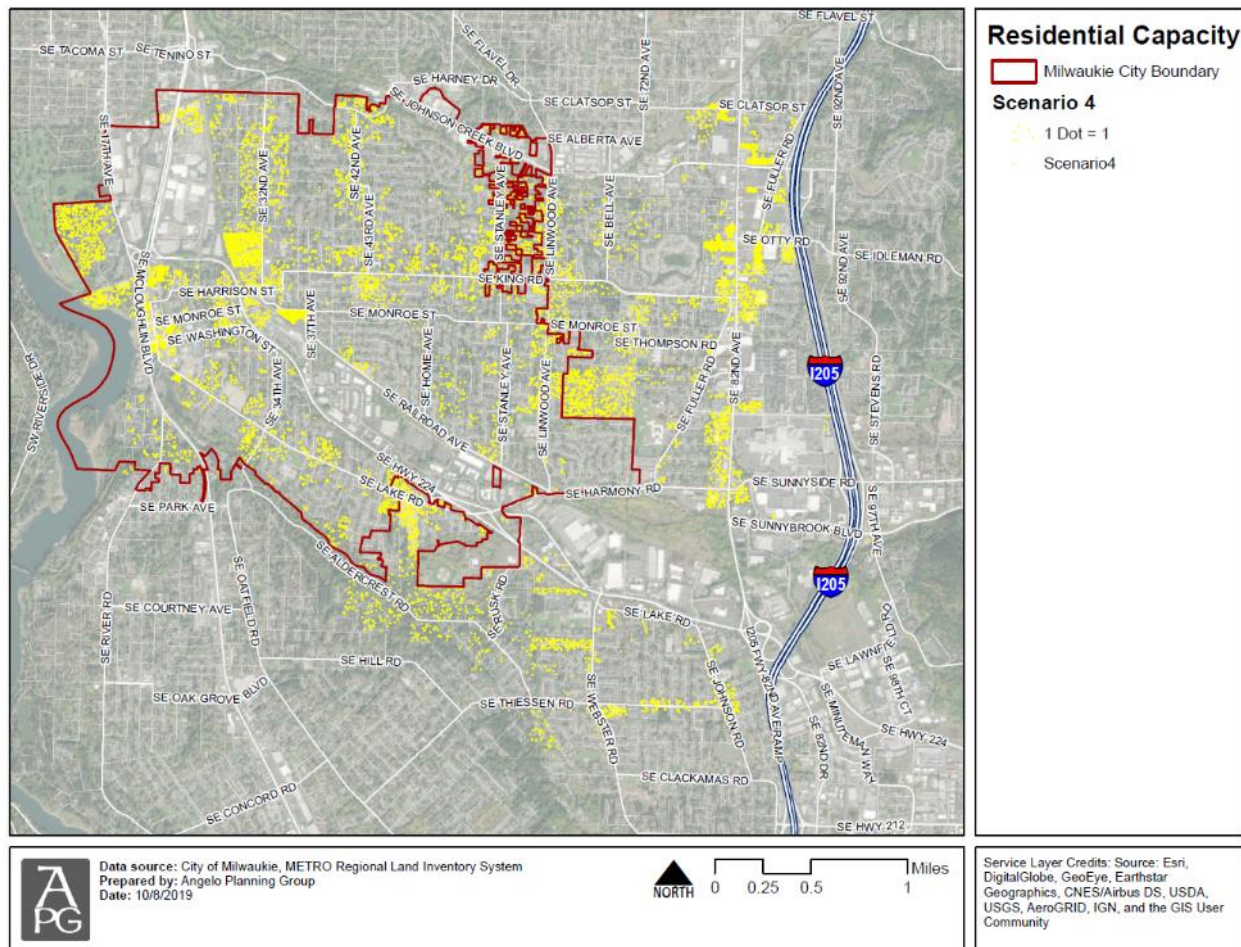 SE FLAVEL ST
SE TACOMA ST
SE TENINO ST
SE FLAVEL DR
SE 72ND AVE
SE 92ND AVE
SE HARNEY DR
SE CLATSOP ST
SE CLATSOP ST
SE 17TH AVE
SE JOHNSON CREEK BLVD
SE ALBERTA AVE
SE FULLER RD
SE 32ND AVE
SE 42ND AVE
SE 43RD AVE
SE STANLEY AVE
SE LINWOOD AVE
SE BELL AVE
SE OTTY RD
SE IDLEMAN RD
SE 92ND AVE
SE KING RD
SE MCLOUGHLIN BLVD
SE HARRISON ST
SE MONROE ST
SE WASHINGTON ST
SE 37TH AVE
SE MONROE ST
SE MONROE ST
SE THOMPSON RD
SW RIVERSIDE DR
SE 34TH AVE
SE HOME AVE
SE STANLEY AVE
SE LINWOOD AVE
SE FULLER RD
SE 82ND AVE
I205
SE STEVENS RD
SE RAILROAD AVE
SE HWY 224
SE LAKE RD
SE HARMONY RD
SE SUNNYSIDE RD
SE PARK AVE
SE SUNNYBROOK BLVD
SE 97TH AVE
SE ALDERCREST RD
SE RUSK RD
I205
SE RIVER RD
SE COURTNEY AVE
SE OATFIELD RD
SE LAKE RD
SE HILL RD
SE OAK GROVE BLVD
SE THIESSEN RD
SE WEBSTER RD
SE JOHNSON RD
I205 FWY-82ND AVE RAMP
SE 98TH CT
SE MINUTEMAN WAY
SE 82ND DR
SE HWY 224
SE CLACKAMAS RD
SE CONCORD RD
SE HWY 212
Residential Capacity
Milwaukie City Boundary
Scenario 4
1 Dot = 1
Scenario4
APG
Data source: City of Milwaukie, METRO Regional Land Inventory System
Prepared by: Angelo Planning Group
Date: 10/8/2019
NORTH
0 0.25 0.5 1 Miles
Service Layer Credits: Source: Esri,
DigitalGlobe, GeoEye, Earthstar
Geographics, CNES/Airbus DS, USDA,
USGS, AeroGRID, IGN, and the GIS User
Community